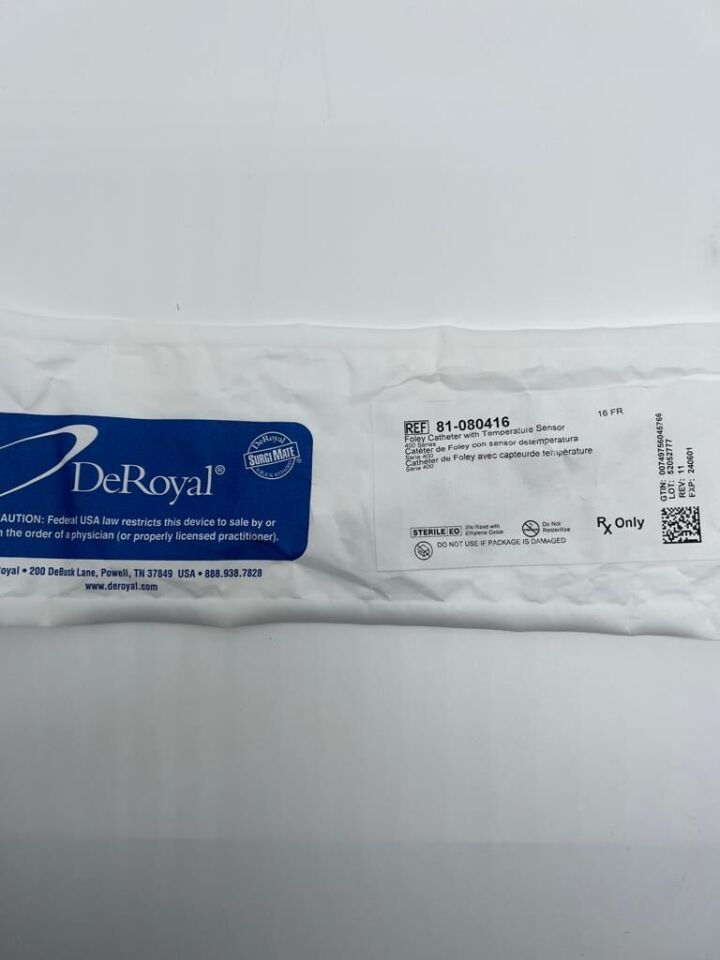 DeRoyal®
DeRoyal
SURGI MATE
AUTION: Federal USA law restricts this device to sale by or
n the order of a physician (or properly licensed practitioner).
oyal • 200 DeBusk Lane, Powell, TN 37849 USA • 888.938.7828
www.deroyal.com
REF 81-080416
16 FR
Foley Catheter with Temperature Sensor
400 Series
Catéter de Foley con sensor detemperatura
Serie 400
Cathéter de Foley avec capteurde température
Série 400
STERILE EO Sterilized with
Ethylene Oxide
Do Not
Resterilize
DO NOT USE IF PACKAGE IS DAMAGED
Rx Only
GTIN: 00749756045766
LOT: 52052777
REV: 11
EXP: 240601